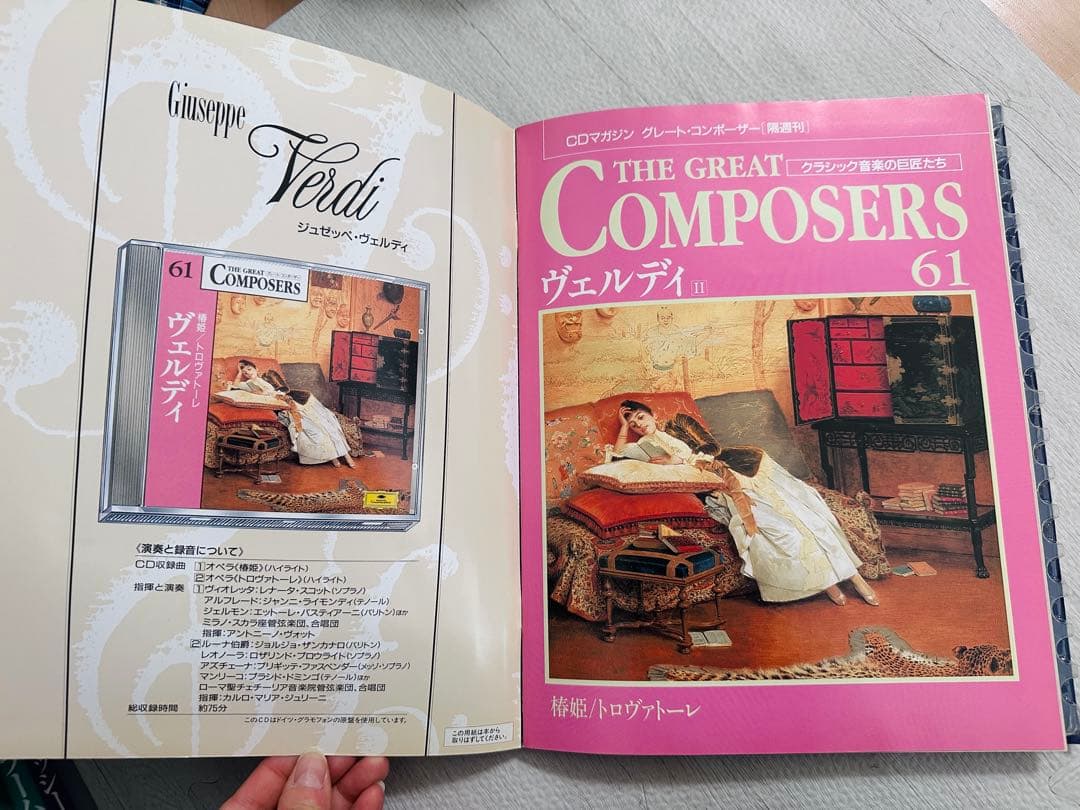 Giuseppe
Verdi
ジュゼッペ・ヴェルディ
61
THE GREAT グレート・コンポーザー
COMPOSERS
椿姫/トロヴァトーレ
ヴェルディ
《演奏と録音について》
CD収録曲 1オペラ《椿姫》(ハイライト)
2オペラ《トロヴァトーレ》(ハイライト)
指揮と演奏 1ヴィオレッタ:レナータ・スコット(ソプラノ)
アルフレード:ジャンニ・ライモンディ(テノール)
ジェルモン:エットーレ・バスティアーニ(バリトン)ほか
ミラノ・スカラ座管弦楽団、合唱団
指揮:アントニーノ・ヴォット
2ルーナ伯爵:ジョルジョ・ザンカナロ(バリトン)
レオノーラ:ロザリンド・プロウライト(ソプラノ)
アズチェーナ:ブリギッテ・ファスベンダー(メッゾ・ソプラノ)
マンリーコ:プラシド・ドミンゴ(テノール)ほか
ローマ聖チェチーリア音楽院管弦楽団、合唱団
指揮:カルロ・マリア・ジュリーニ
総収録時間 約75分
このCDはドイツ・グラモフォンの原盤を使用しています。
この用紙は本から
取りはずしてください。
CDマガジン グレート・コンポーザー[隔週刊]
THE GREAT クラシック音楽の巨匠たち
COMPOSERS
ヴェルディ II 61
椿姫/トロヴァトーレ